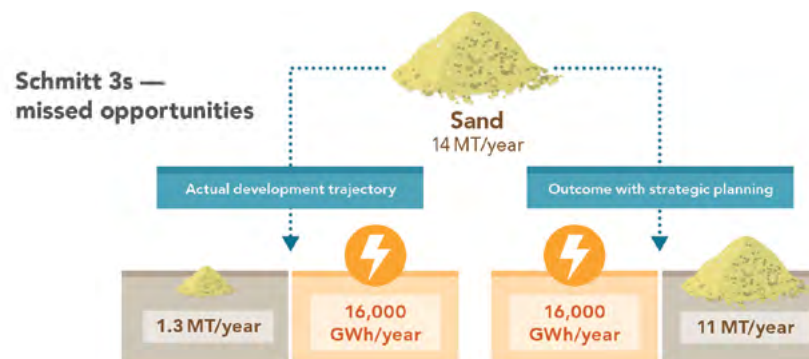 Schmitt 3s —
missed opportunities
Sand
14 MT/year
Actual development trajectory
Outcome with strategic planning
1.3 MT/year
16,000
GWh/year
16,000
GWh/year
11 MT/year